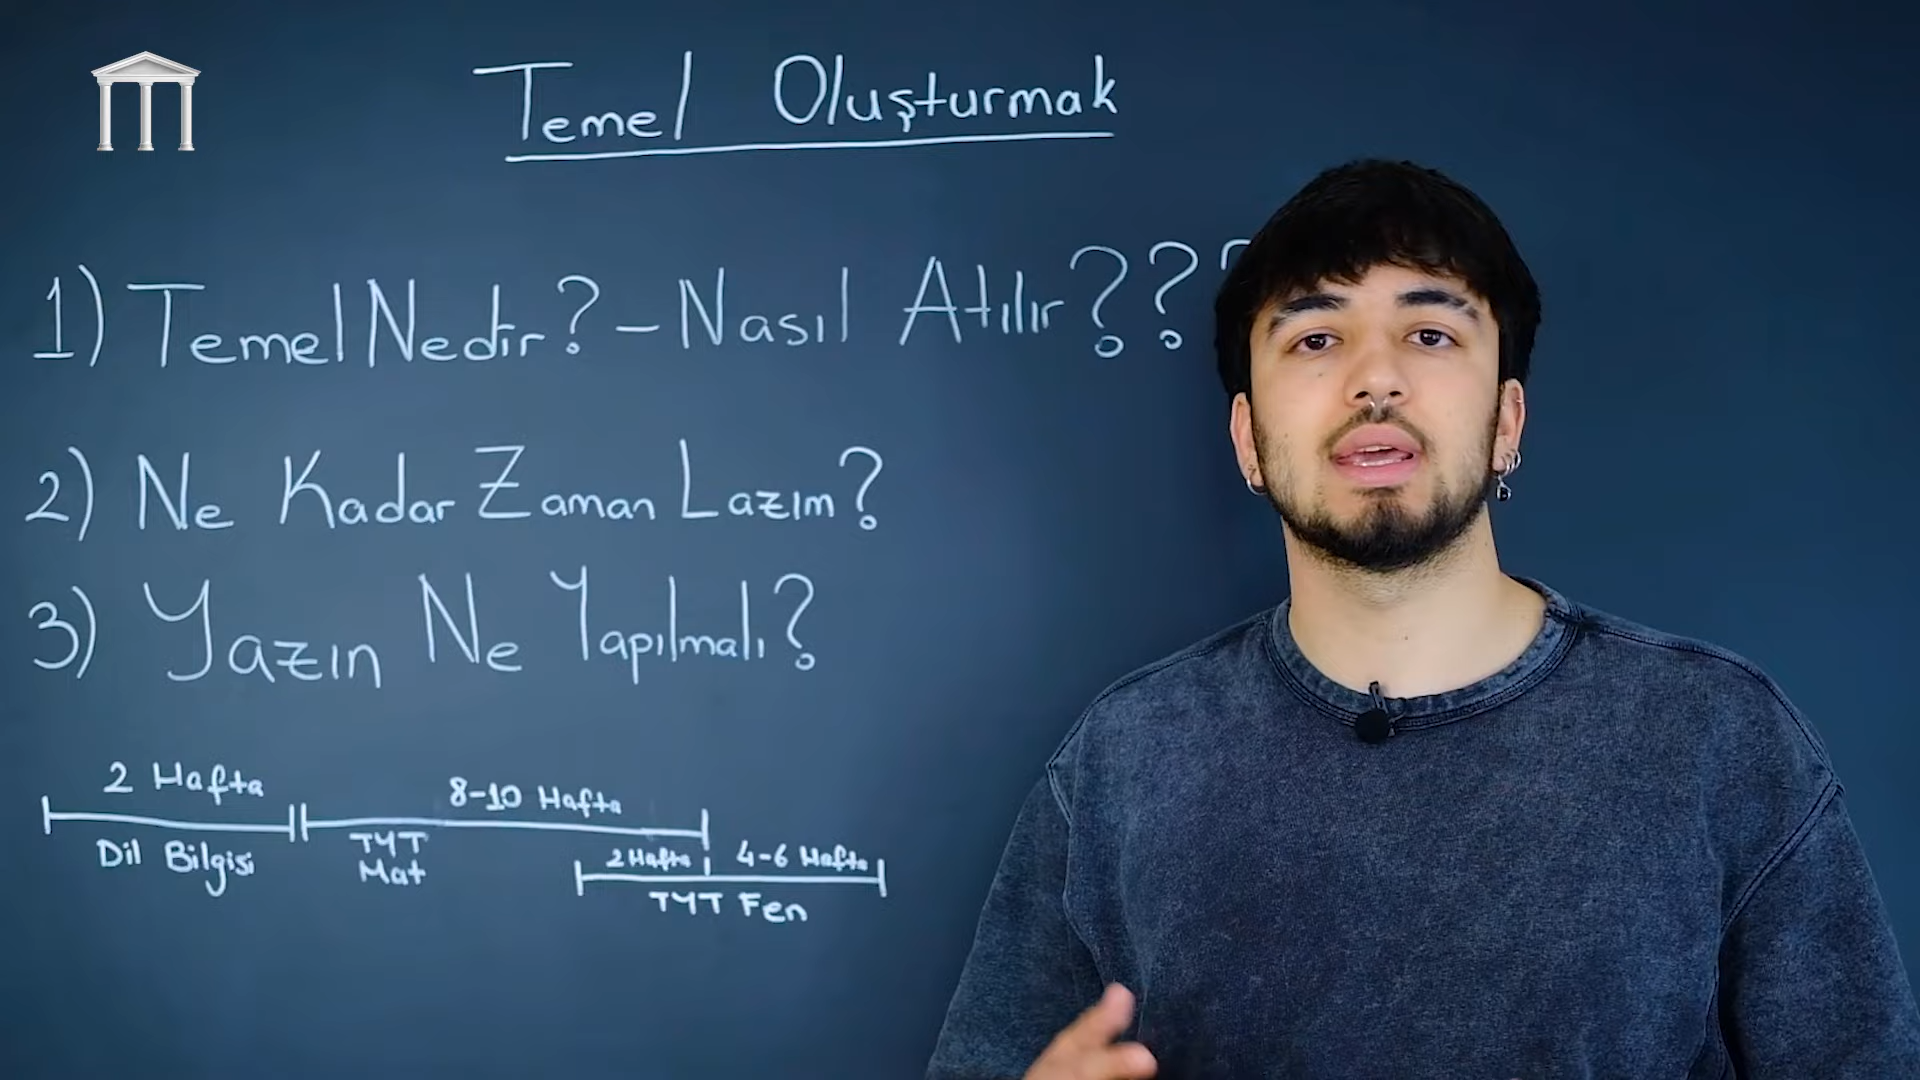 Temel Oluşturmak
1) Temel Nedir? - Nasıl Atılır???
2) Ne Kadar Zaman Lazım?
3) Yazın Ne Yapılmalı?
2 Hafta
8-10 Hafta
Dil Bilgisi
TYT
Mat
2 Hafta
4-6 Hafta
TYT Fen